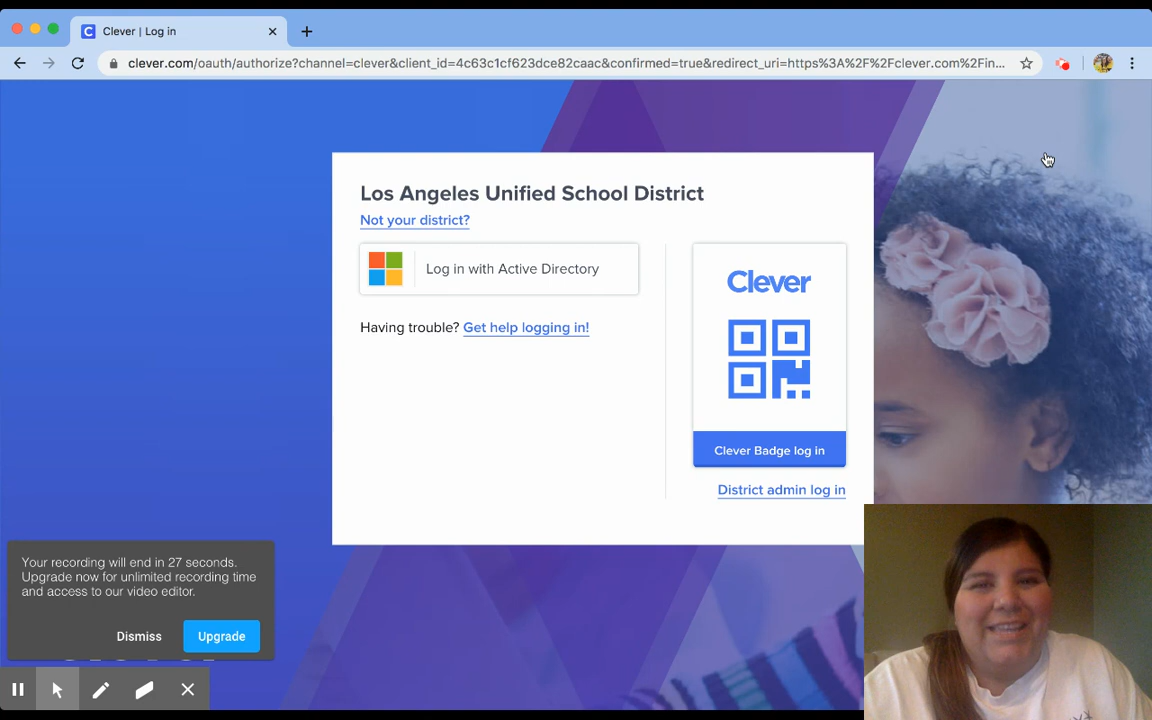 Clever | Log in
clever.com/oauth/authorize?channel=clever&client_id=4c63c1cf623dce82caac&confirmed=true&redirect_uri=https%3A%2F%2Fclever.com%2Fin...
Los Angeles Unified School District
Not your district?
Log in with Active Directory
Having trouble? Get help logging in!
Clever
Clever Badge log in
District admin log in
Your recording will end in 27 seconds.
Upgrade now for unlimited recording time
and access to our video editor.
Dismiss
Upgrade